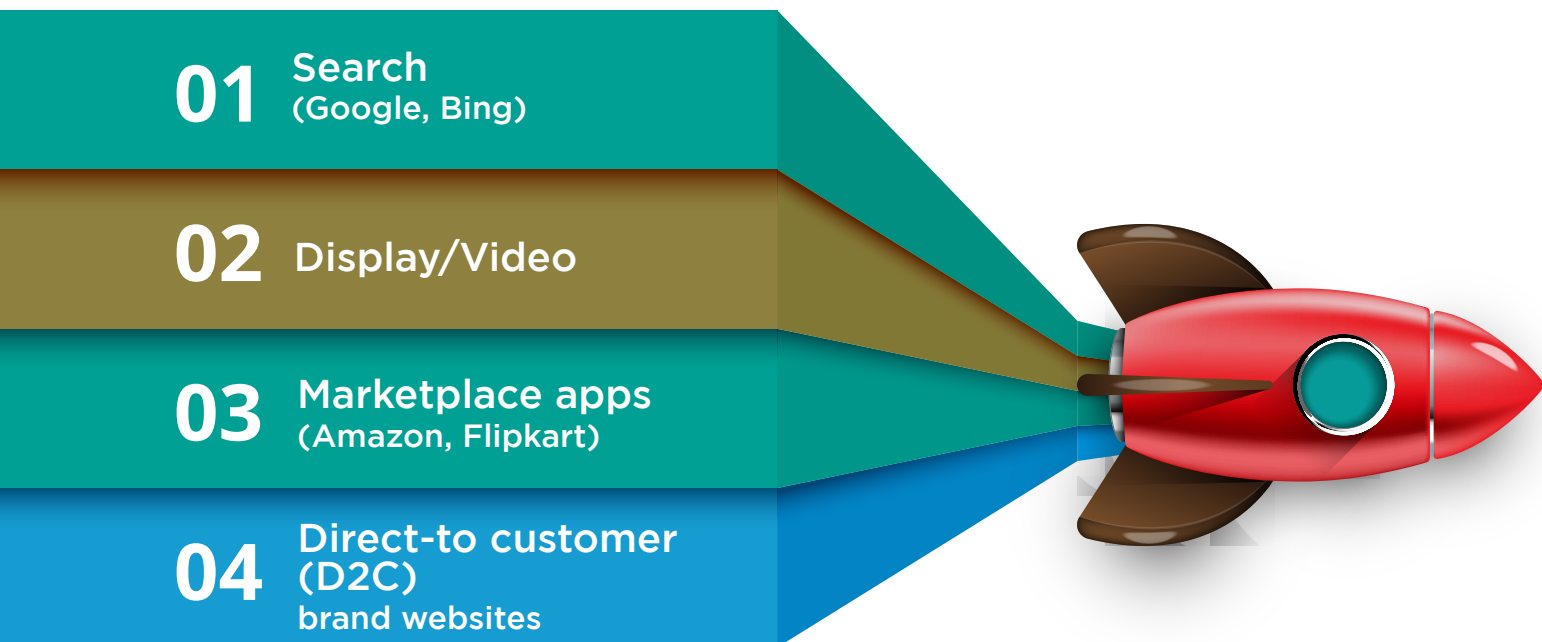 01
Search
(Google, Bing)
02
Display/Video
03
Marketplace apps
(Amazon, Flipkart)
04
Direct-to customer
(D2C)
brand websites